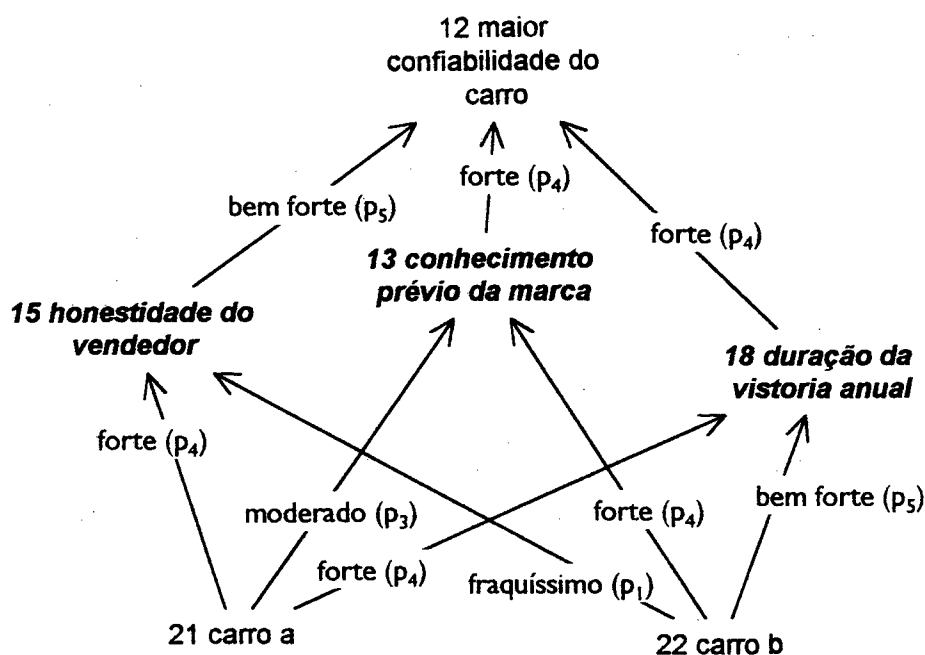 12 maior
confiabilidade do
carro
forte (p₄)
bem forte (p₅)
forte (p₄)
13 conhecimento
prévio da marca
15 honestidade do
vendedor
18 duração da
vistoria anual
forte (p₄)
bem forte (p₅)
moderado (p₃)
forte (p₄)
forte (p₄)
fraquíssimo (p₁)
21 carro a
22 carro b